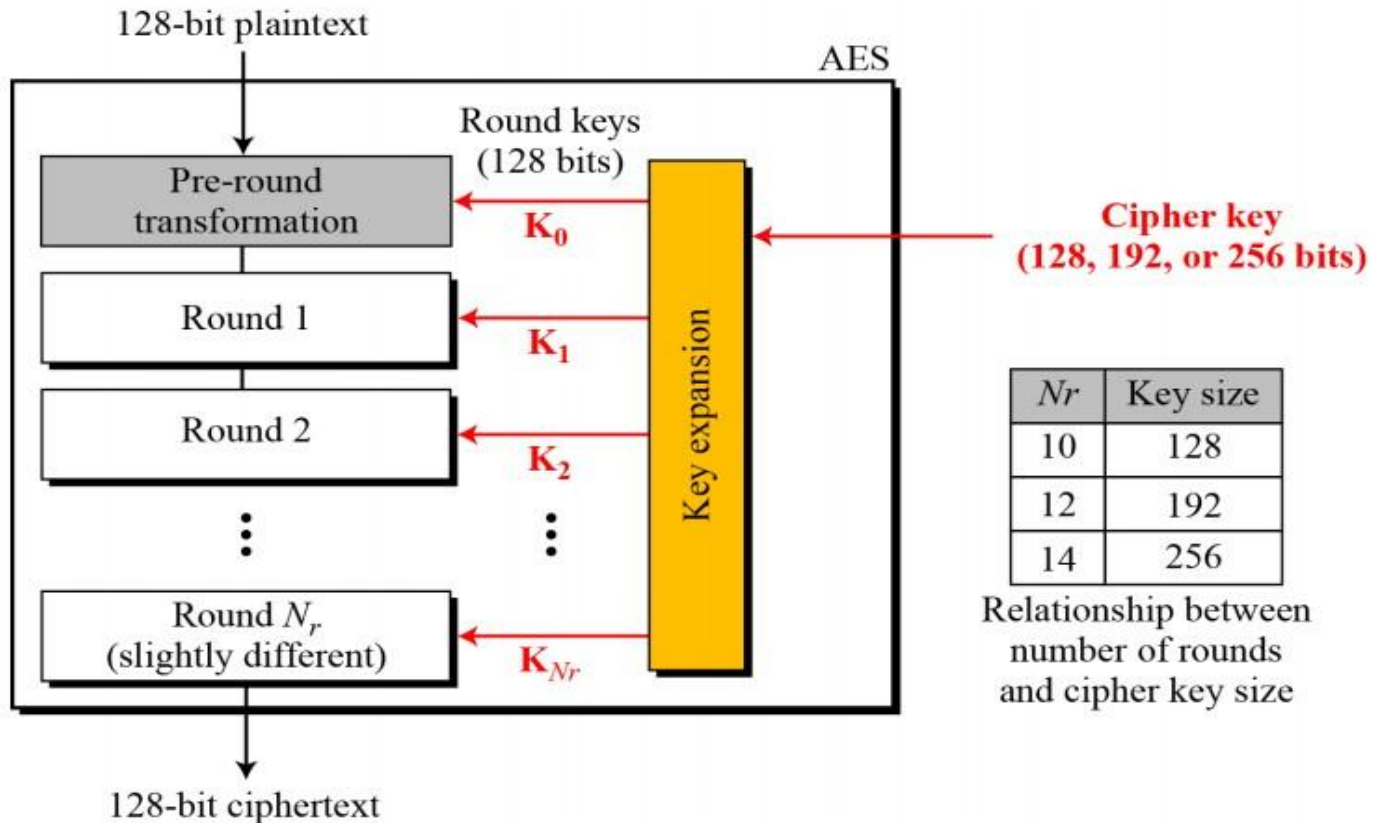 128-bit plaintext
AES
Round keys
(128 bits)
Pre-round
transformation
K0
Cipher key
(128, 192, or 256 bits)
Round 1
K1
Key expansion
Round 2
K2
Nr Key size
10 128
12 192
14 256
Relationship between
number of rounds
and cipher key size
Round Nr
(slightly different)
KNr
128-bit ciphertext